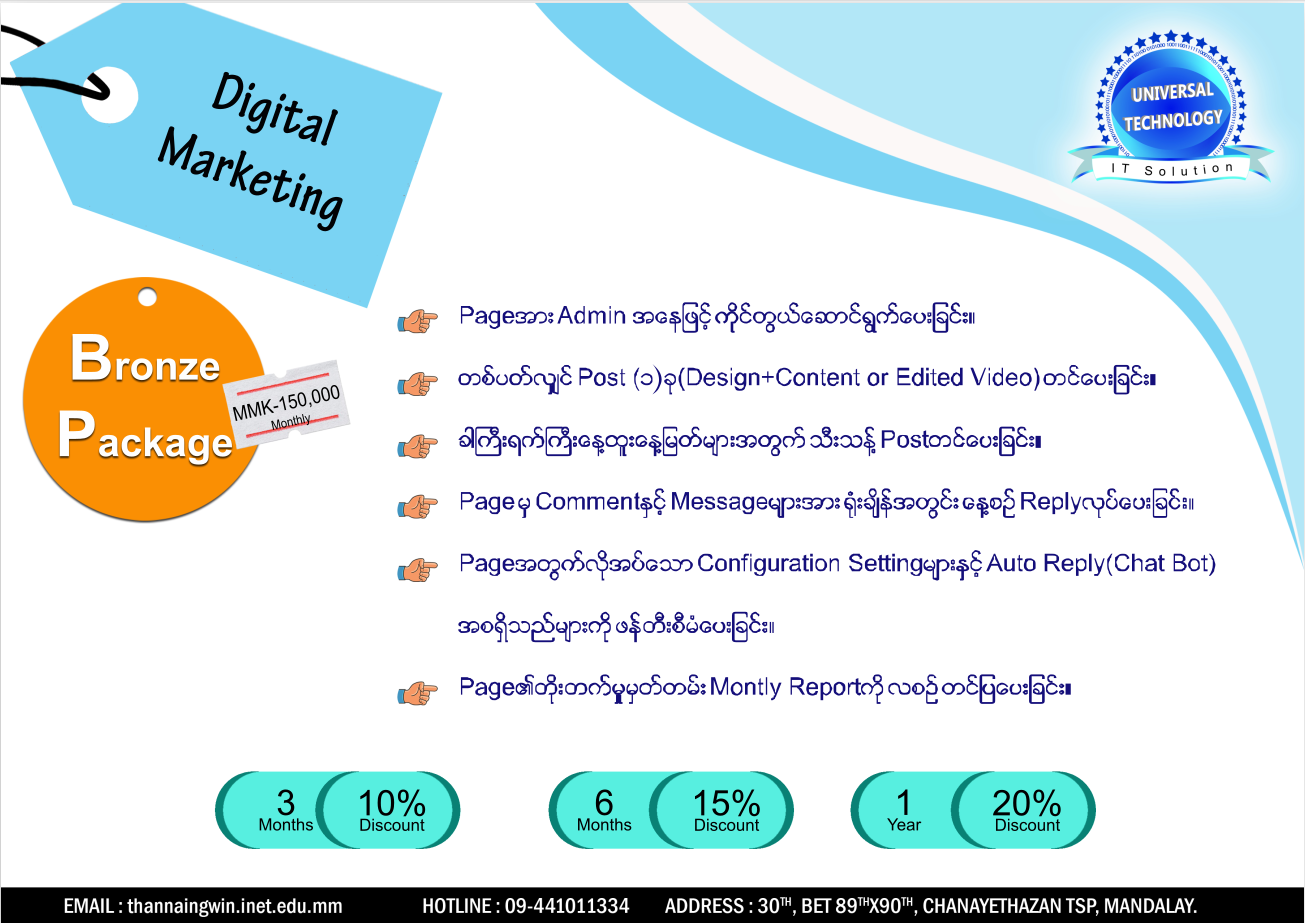 Digital
Marketing
UNIVERSAL
TECHNOLOGY
IT Solution
Bronze
Package
MMK-150,000
Monthly
Pageအား Admin အနေဖြင့် ကိုင်တွယ်ဆောင်ရွက်ပေးခြင်း။
တစ်ပတ်လျှင် Post (၁)ခု(Design+Content or Edited Video)တင်ပေးခြင်း။
ခါကြီးရက်ကြီးနေ့ထူးနေ့မြတ်များအတွက် သီးသန့် Postတင်ပေးခြင်း။
Pageမှ Commentနှင့် Messageများအား ရုံးချိန်အတွင်း နေ့စဉ် Replyလုပ်ပေးခြင်း။
Pageအတွက်လိုအပ်သော Configuration Settingများနှင့် Auto Reply(Chat Bot)
အစရှိသည်များကို ဖန်တီးစီမံပေးခြင်း။
Page၏တိုးတက်မှုမှတ်တမ်း Montly Reportကို လစဉ် တင်ပြပေးခြင်း။
3 Months 10% Discount
6 Months 15% Discount
1 Year 20% Discount
EMAIL : thannaingwin.inet.edu.mm HOTLINE : 09-441011334 ADDRESS : 30TH, BET 89THX90TH, CHANAYETHAZAN TSP, MANDALAY.